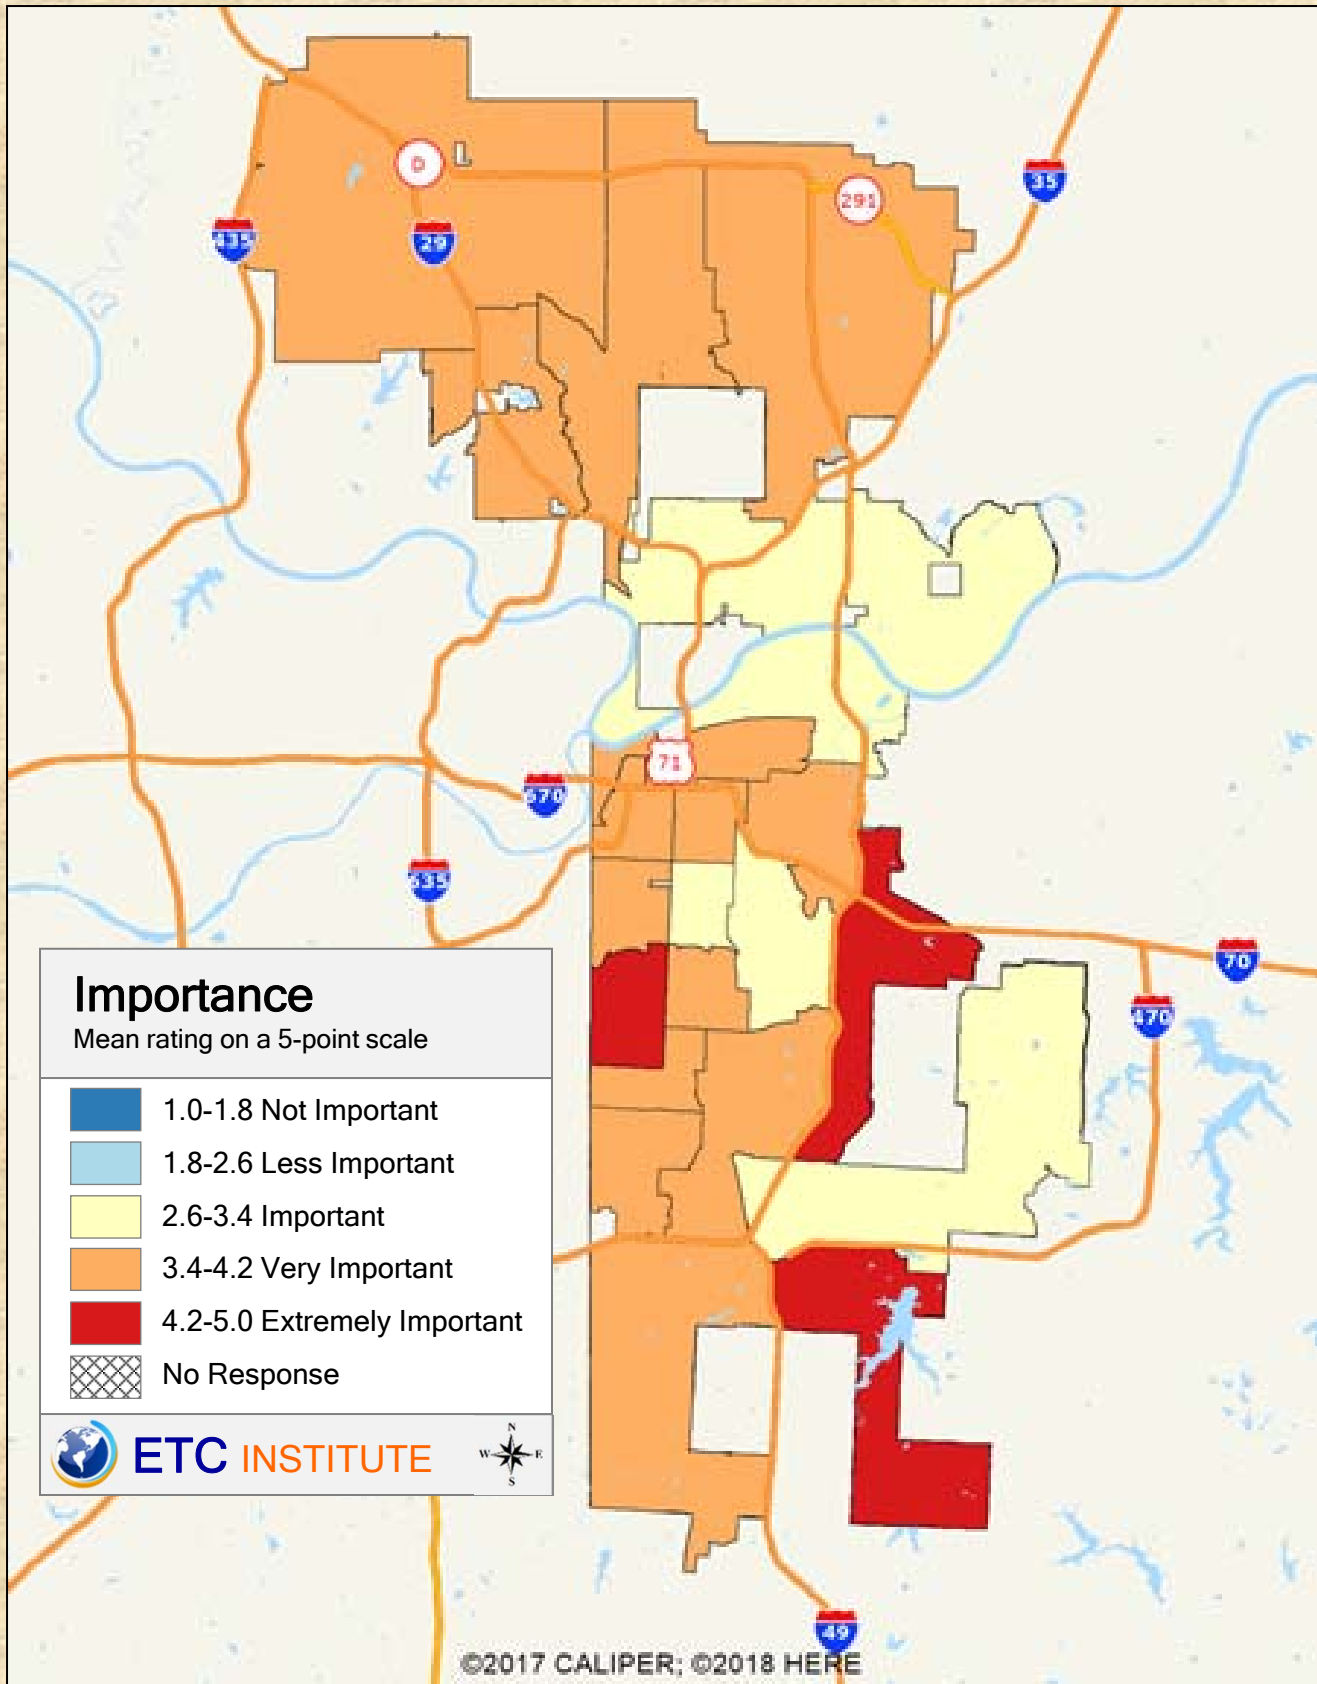 D
291
35
435
29
71
670
635
70
470
Importance
Mean rating on a 5-point scale
1.0-1.8 Not Important
1.8-2.6 Less Important
2.6-3.4 Important
3.4-4.2 Very Important
4.2-5.0 Extremely Important
No Response
ETC INSTITUTE
N
W E
S
49
©2017 CALIPER; ©2018 HERE